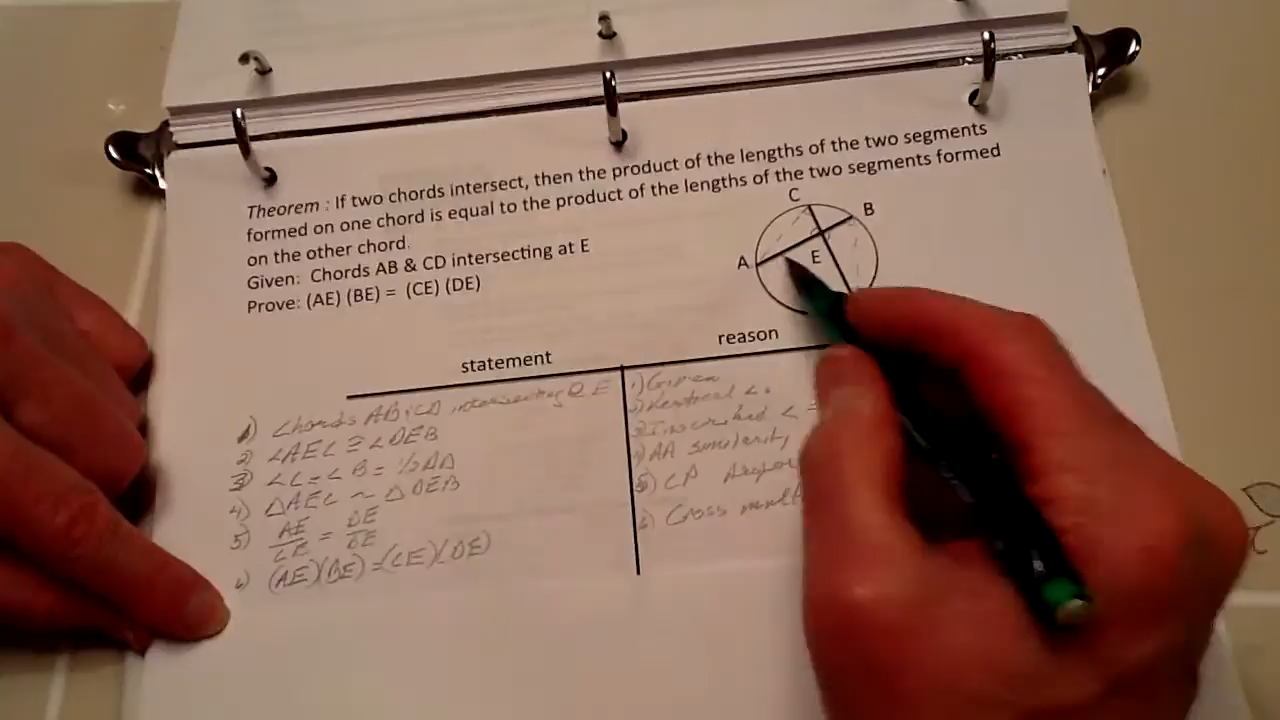 Theorem : If two chords intersect, then the product of the lengths of the two segments
formed on one chord is equal to the product of the lengths of the two segments formed
on the other chord.
Given: Chords AB & CD intersecting at E
Prove: (AE) (BE) = (CE) (DE)
C
B
A
E
statement
reason
1) Chords AB & CD intersecting @ E
2) ∠AEC ≅ ∠DEB
3) ∠C = ∠B = 1/2
4) △AEC ~ △DEB
5) AE/CE = DE/BE
6) (AE)(BE) = (CE)(DE)
1) Given
2) Vertical ∠s
3) Inscribed ∠ =
4) AA similarity
5)
6) Cross